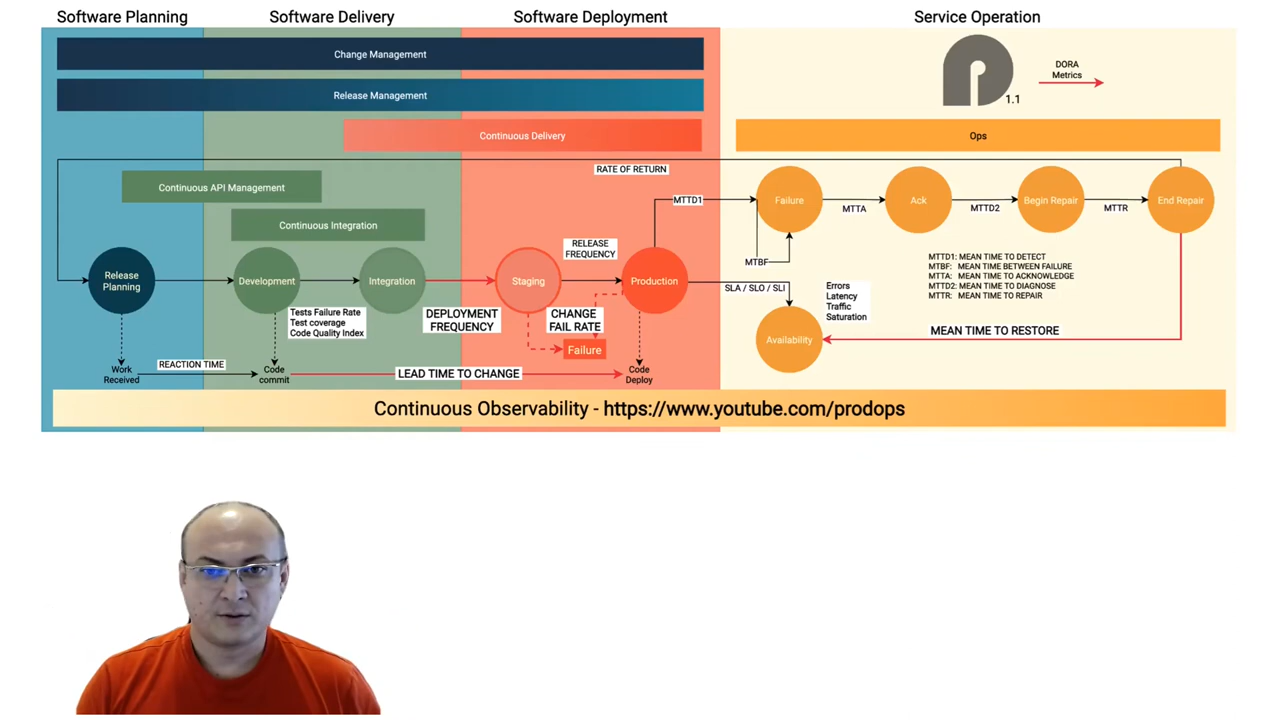 Software Planning
Software Delivery
Software Deployment
Service Operation
Change Management
DORA
Metrics
1.1
Release Management
Continuous Delivery
Ops
RATE OF RETURN
Continuous API Management
MTTD1
Failure
MTTA
Ack
MTTD2
Begin Repair
MTTR
End Repair
Continuous Integration
RELEASE
FREQUENCY
MTBF
MTTD1: MEAN TIME TO DETECT
MTBF: MEAN TIME BETWEEN FAILURE
MTTA: MEAN TIME TO ACKNOWLEDGE
MTTD2: MEAN TIME TO DIAGNOSE
MTTR: MEAN TIME TO REPAIR
Release
Planning
Development
Integration
Staging
Production
SLA / SLO / SLI
Errors
Latency
Traffic
Saturation
Tests Failure Rate
Test coverage
Code Quality Index
DEPLOYMENT
FREQUENCY
CHANGE
FAIL RATE
Failure
Availability
MEAN TIME TO RESTORE
Work
Received
REACTION TIME
Code
commit
LEAD TIME TO CHANGE
Code
Deploy
Continuous Observability - https://www.youtube.com/prodops